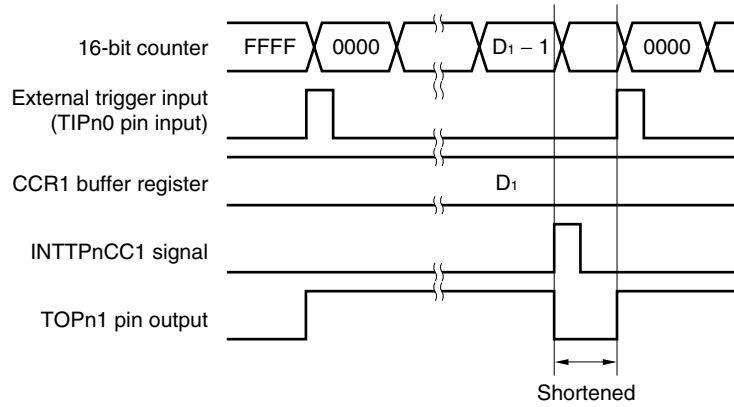 16-bit counter FFFF 0000 D₁ − 1 0000
External trigger input
(TIPn0 pin input)
CCR1 buffer register D₁
INTTPnCC1 signal
TOPn1 pin output
Shortened